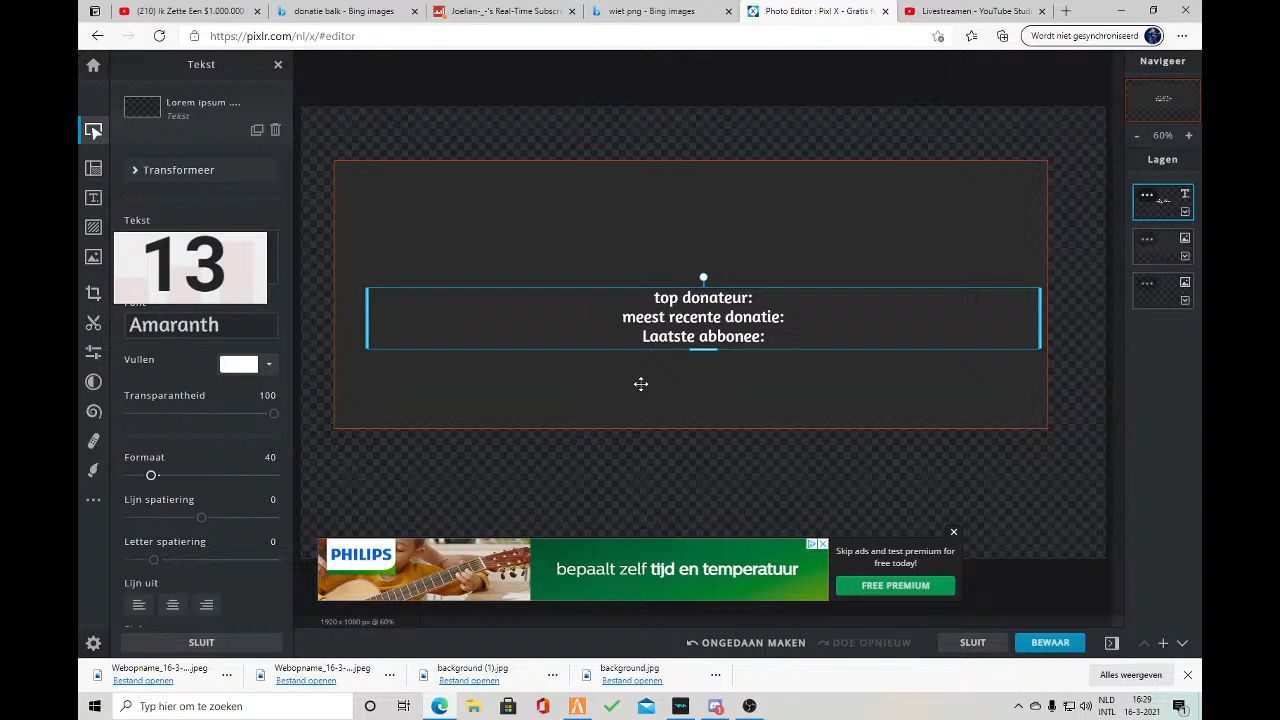 (210) Ik Zette Een $1.000.000
donatie balk - Bing images
Joelian-_-'s Real-Time Subscri
wiet png - Bing images
Photo Editor : Pixl X - Gratis fo
Livestreamen - YouTube Studi
https://pixlr.com/nl/x/#editor
Wordt niet gesynchroniseerd
Tekst
Lorem ipsum ....
Tekst
Transformeer
Tekst
13
Amaranth
Vullen
Transparantheid 100
Formaat 40
Lijn spatiering 0
Letter spatiering 0
Lijn uit
SLUIT
top donateur:
meest recente donatie:
Laatste abbonee:
PHILIPS
bepaalt zelf tijd en temperatuur
Skip ads and test premium for
free today!
FREE PREMIUM
1920 x 1080 px @ 60%
ONGEDAAN MAKEN
DOE OPNIEUW
SLUIT
BEWAAR
Navigeer
- 60% +
Lagen
Webopname_16-3-....jpeg
Bestand openen
Webopname_16-3-....jpeg
Bestand openen
background (1).jpg
Bestand openen
background.jpg
Bestand openen
Alles weergeven
Typ hier om te zoeken
NLD
INTL
16:29
16-3-2021